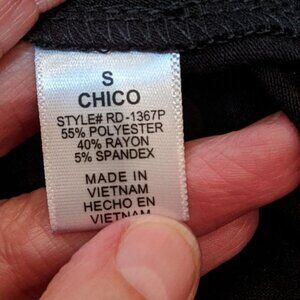 S
CHICO
STYLE# RD-1367P
55% POLYESTER
40% RAYON
5% SPANDEX
MADE IN
VIETNAM
HECHO EN
VIETNAM